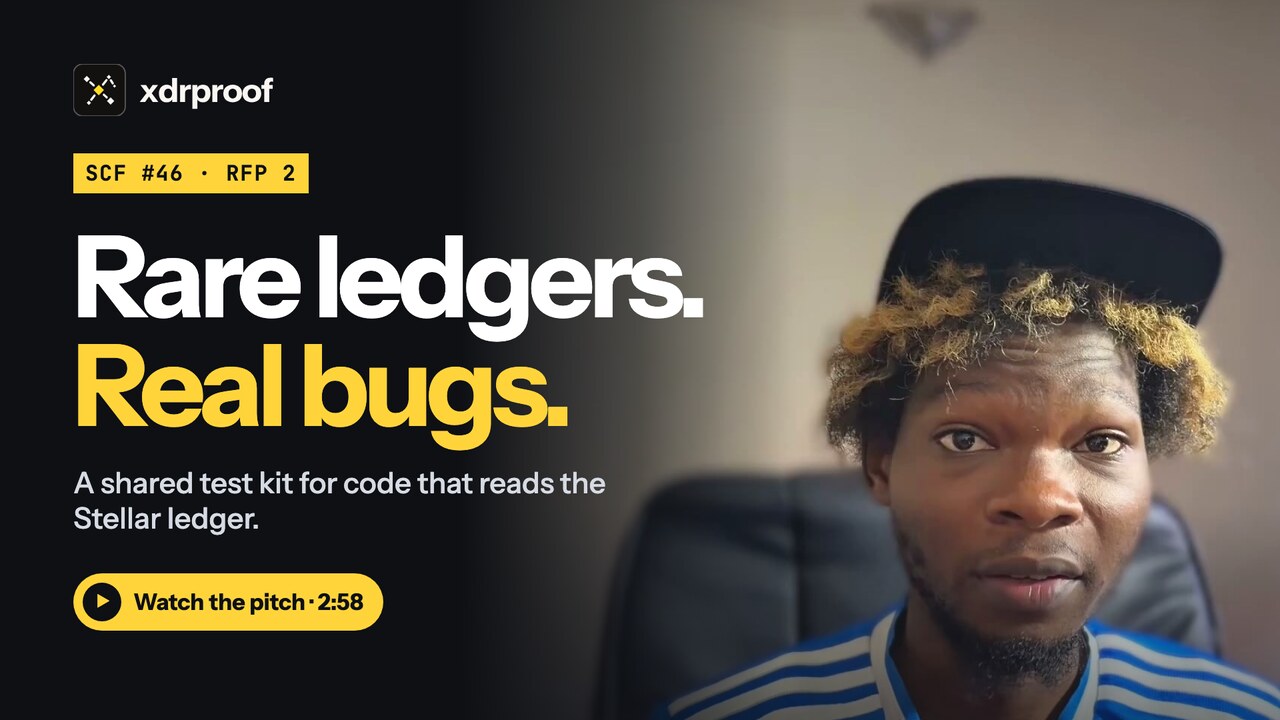 xdrproof
SCF #46 · RFP 2
Rare ledgers.
Real bugs.
A shared test kit for code that reads the
Stellar ledger.
Watch the pitch · 2:58